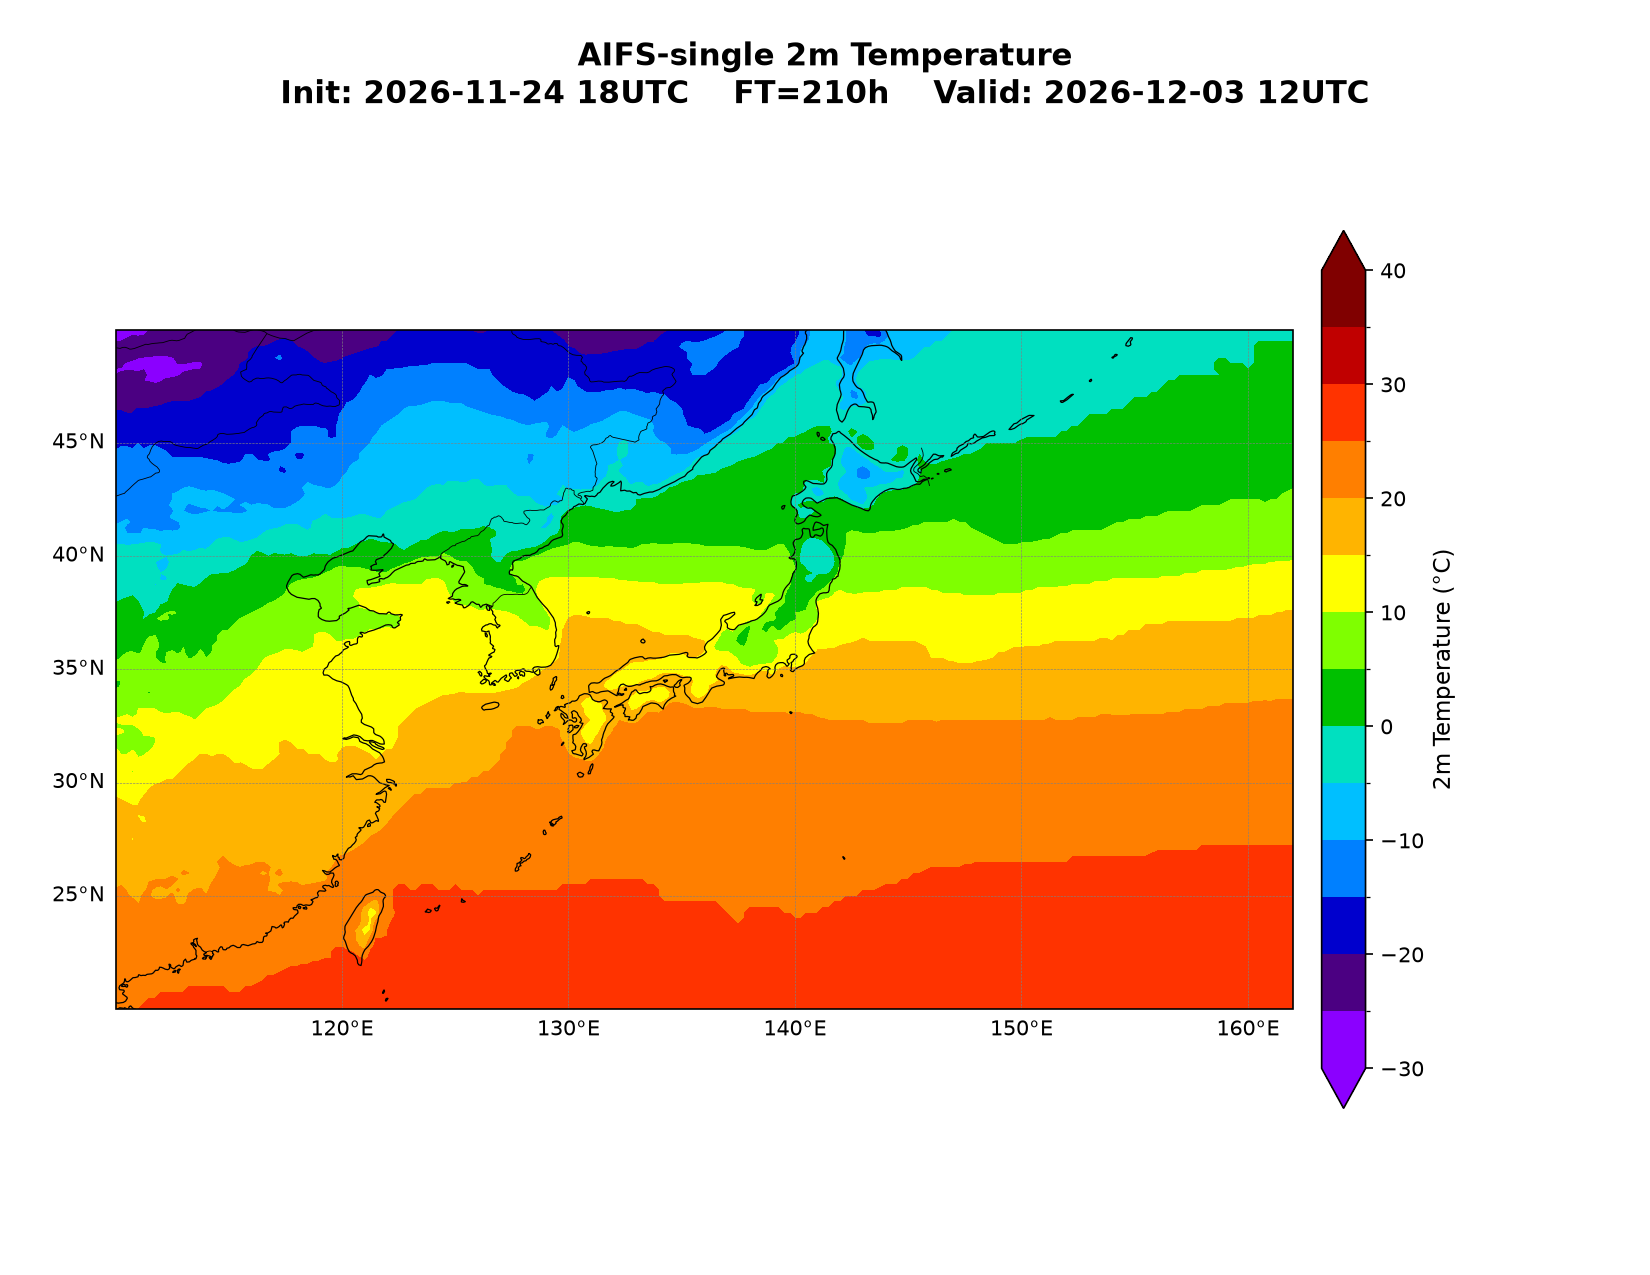 AIFS-single 2m Temperature
Init: 2026-11-24 18UTC    FT=210h    Valid: 2026-12-03 12UTC
45°N
40°N
35°N
30°N
25°N
120°E
130°E
140°E
150°E
160°E
40
30
20
10
0
−10
−20
−30
2m Temperature (°C)